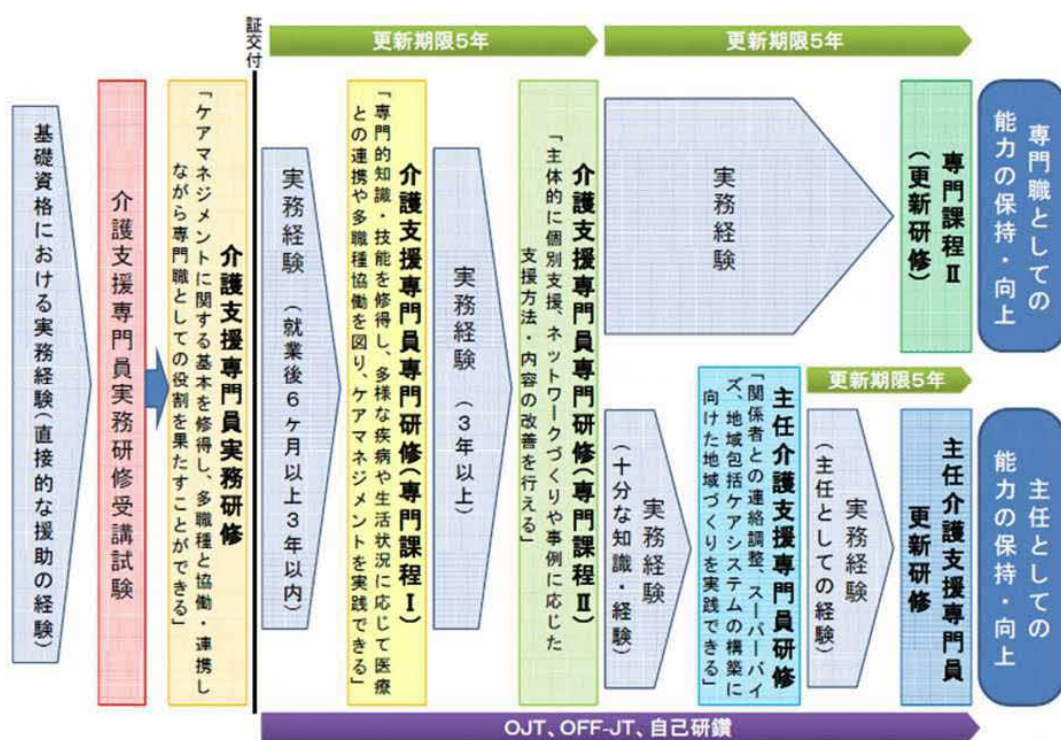 証交付
更新期限5年
更新期限5年
基礎資格における実務経験(直接的な援助の経験)
介護支援専門員実務研修受講試験
介護支援専門員実務研修
「ケアマネジメントに関する基本を修得し、多職種と協働・連携し
ながら専門職としての役割を果たすことができる」
実務経験 (就業後6ケ月以上3年以内)
介護支援専門員専門研修(専門課程Ⅰ)
「専門的知識・技能を修得し、多様な疾病や生活状況に応じて医療
との連携や多職種協働を図り、ケアマネジメントを実践できる」
実務経験 (3年以上)
介護支援専門員専門研修(専門課程Ⅱ)
「主体的に個別支援、ネットワークづくりや事例に応じた
支援方法・内容の改善を行える」
実務経験
専門課程Ⅱ
(更新研修)
専門職としての
能力の保持・向上
実務経験
(十分な知識・経験)
主任介護支援専門員研修
「関係者との連絡調整、スーパーバイ
ズ、地域包括ケアシステムの構築に
向けた地域づくりを実践できる」
更新期限5年
実務経験
(主任としての経験)
主任介護支援専門員
更新研修
主任としての
能力の保持・向上
OJT、OFF-JT、自己研鑽